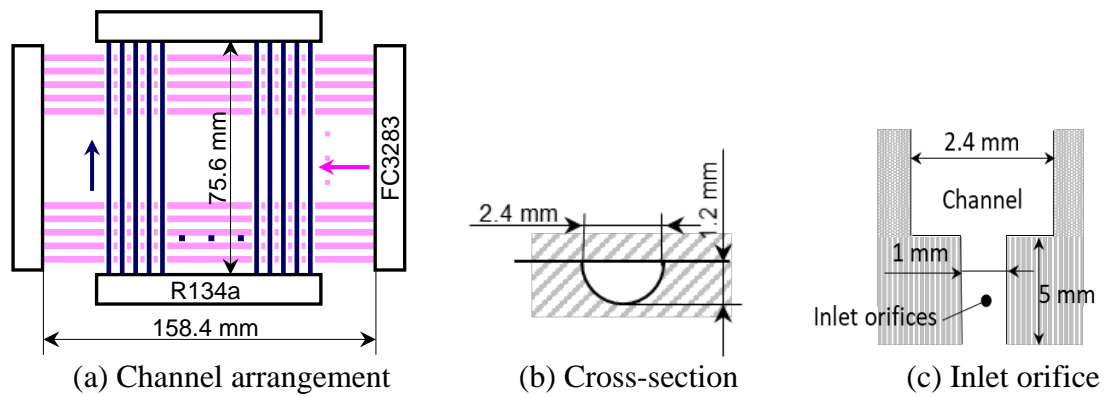 75.6 mm
FC3283
R134a
158.4 mm
(a) Channel arrangement
2.4 mm
1.2 mm
(b) Cross-section
2.4 mm
Channel
1 mm
5 mm
Inlet orifices
(c) Inlet orifice